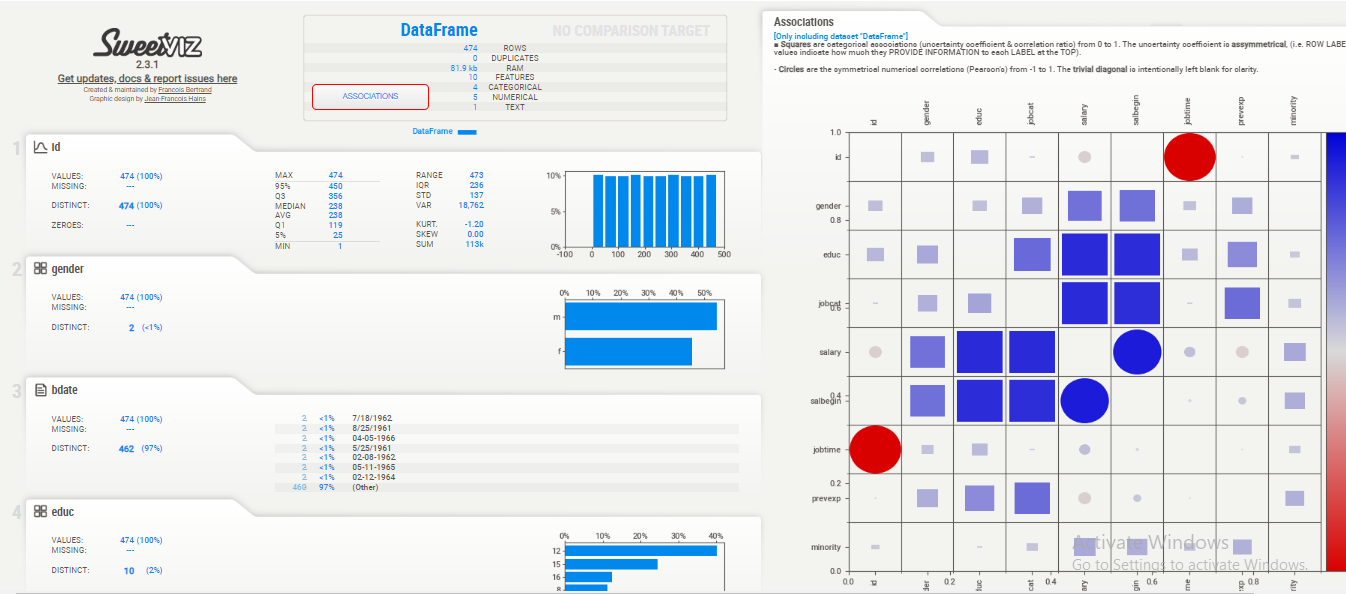 SweetVIZ
2.3.1
Get updates, docs & report issues here
Created & maintained by Francois Bertrand
Graphic design by Jean-Francois Hains
DataFrame
NO COMPARISON TARGET
474 ROWS
0 DUPLICATES
81.9 kb RAM
10 FEATURES
4 CATEGORICAL
5 NUMERICAL
1 TEXT
ASSOCIATIONS
DataFrame
1 id
VALUES: 474 (100%)
MISSING: ---
DISTINCT: 474 (100%)
ZEROES: ---
MAX 474
95% 450
Q3 356
MEDIAN 238
AVG 238
Q1 119
5% 25
MIN 1
RANGE 473
IQR 236
STD 137
VAR 18,762
KURT. -1.20
SKEW 0.00
SUM 113k
10%
5%
0%
-100 0 100 200 300 400 500
2 gender
VALUES: 474 (100%)
MISSING: ---
DISTINCT: 2 (<1%)
0% 10% 20% 30% 40% 50%
m
f
3 bdate
VALUES: 474 (100%)
MISSING: ---
DISTINCT: 462 (97%)
2 <1% 7/18/1962
2 <1% 8/25/1961
2 <1% 04-05-1966
2 <1% 5/25/1961
2 <1% 02-08-1962
2 <1% 05-11-1965
2 <1% 02-12-1964
460 97% (Other)
4 educ
VALUES: 474 (100%)
MISSING: ---
DISTINCT: 10 (2%)
0% 10% 20% 30% 40%
12
15
16
8
Associations
[Only including dataset "DataFrame"]
■ Squares are categorical associations (uncertainty coefficient & correlation ratio) from 0 to 1. The uncertainty coefficient is assymmetrical, (i.e. ROW LABE
values indicate how much they PROVIDE INFORMATION to each LABEL at the TOP).
- Circles are the symmetrical numerical correlations (Pearson's) from -1 to 1. The trivial diagonal is intentionally left blank for clarity.
id gender educ jobcat salary salbegin jobtime prevexp minority
1.0
id
gender
0.8
educ
jobcat
0.6
salary
0.4
salbegin
jobtime
0.2
prevexp
minority
0.0
0.0 0.2 0.4 0.6 0.8
id der duc cat ary gin me exp rity
Activate Windows
Go to Settings to activate Windows.